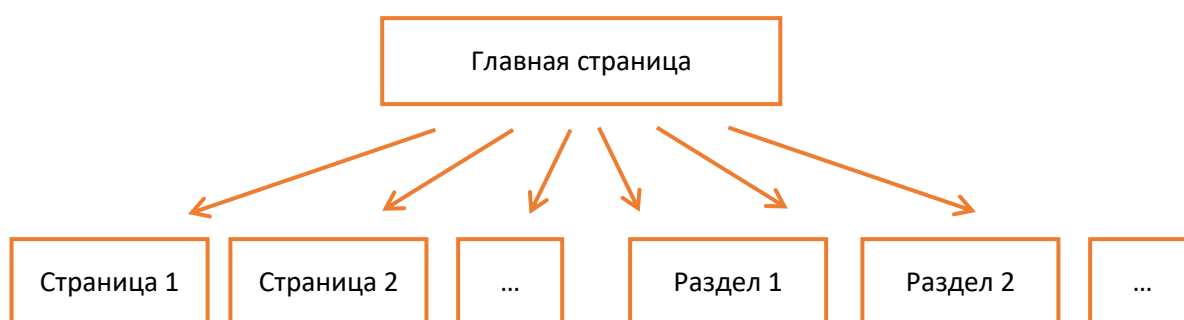 Главная страница
Страница 1
Страница 2
...
Раздел 1
Раздел 2
...